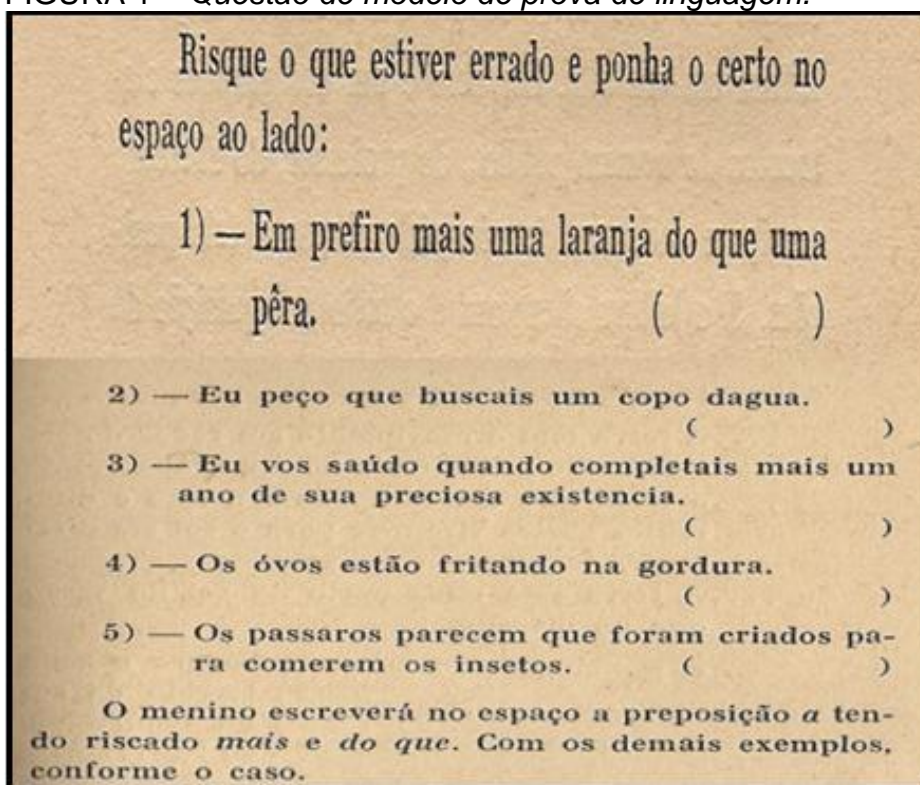 FIGURA 1 – Questão do modelo de prova de linguagem.
Risque o que estiver errado e ponha o certo no
espaço ao lado:
1) — Em prefiro mais uma laranja do que uma
pêra. ( )
2) — Eu peço que buscais um copo dagua.
( )
3) — Eu vos saúdo quando completais mais um
ano de sua preciosa existencia.
( )
4) — Os óvos estão fritando na gordura.
( )
5) — Os passaros parecem que foram criados pa-
ra comerem os insetos. ( )
O menino escreverá no espaço a preposição a ten-
do riscado mais e do que. Com os demais exemplos,
conforme o caso.